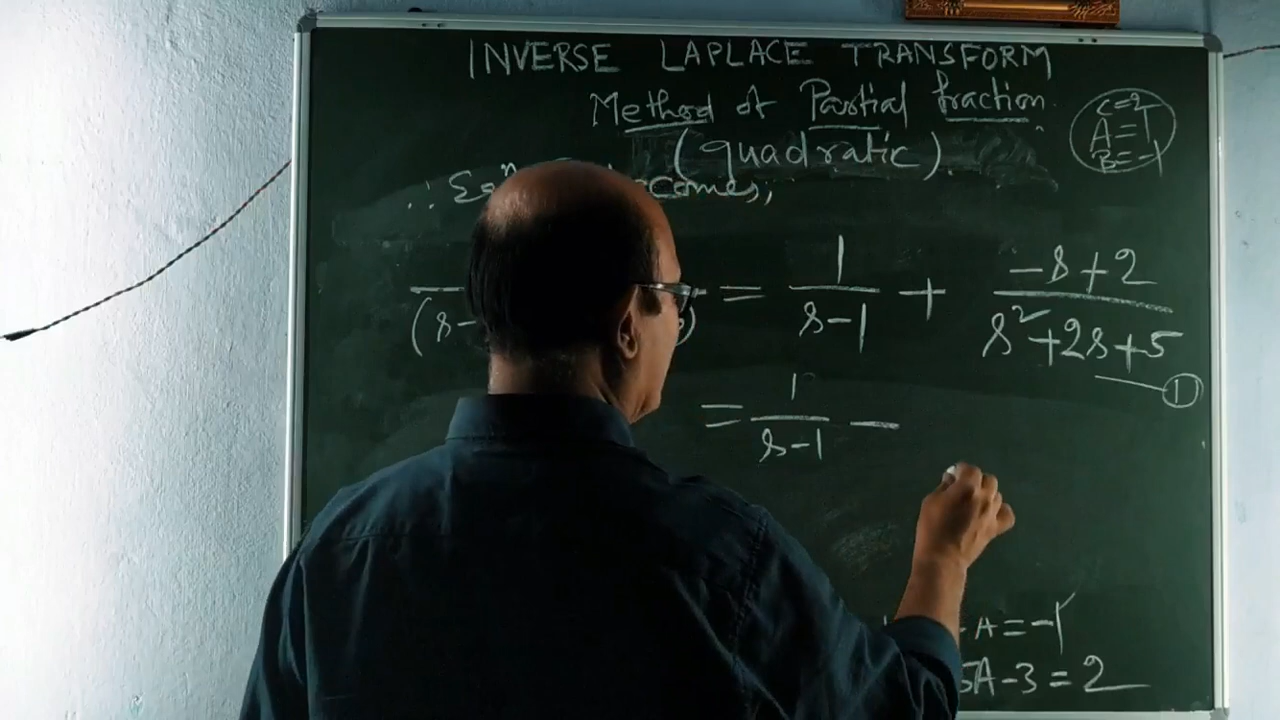 INVERSE LAPLACE TRANSFORM
Method of Partial fraction.
(quadratic).
C=2
A=1
B=-1
∴ Eqⁿ
(s- ) = 1/(s-1) + (-s+2)/(s²+2s+5)
①
= 1/(s-1) -
A=-1
5A-3=2